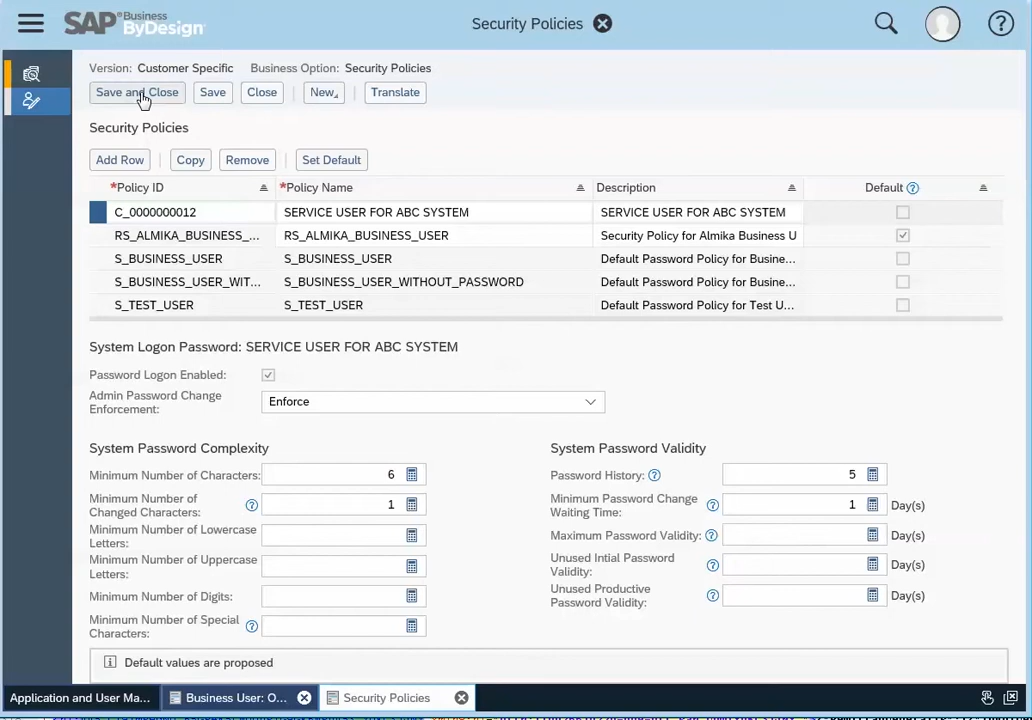 SAP Business ByDesign
Security Policies
Version: Customer Specific Business Option: Security Policies
Save and Close Save Close New Translate
Security Policies
Add Row Copy Remove Set Default
*Policy ID *Policy Name Description Default
C_0000000012 SERVICE USER FOR ABC SYSTEM SERVICE USER FOR ABC SYSTEM
RS_ALMIKA_BUSINESS_... RS_ALMIKA_BUSINESS_USER Security Policy for Almika Business U
S_BUSINESS_USER S_BUSINESS_USER Default Password Policy for Busine...
S_BUSINESS_USER_WIT... S_BUSINESS_USER_WITHOUT_PASSWORD Default Password Policy for Busine...
S_TEST_USER S_TEST_USER Default Password Policy for Test U...
System Logon Password: SERVICE USER FOR ABC SYSTEM
Password Logon Enabled:
Admin Password Change
Enforcement:
Enforce
System Password Complexity
Minimum Number of Characters: 6
Minimum Number of
Changed Characters:
1
Minimum Number of Lowercase
Letters:
Minimum Number of Uppercase
Letters:
Minimum Number of Digits:
Minimum Number of Special
Characters:
System Password Validity
Password History: 5
Minimum Password Change
Waiting Time:
1 Day(s)
Maximum Password Validity: Day(s)
Unused Intial Password
Validity:
Day(s)
Unused Productive
Password Validity:
Day(s)
Default values are proposed
Application and User Ma... Business User: O... Security Policies